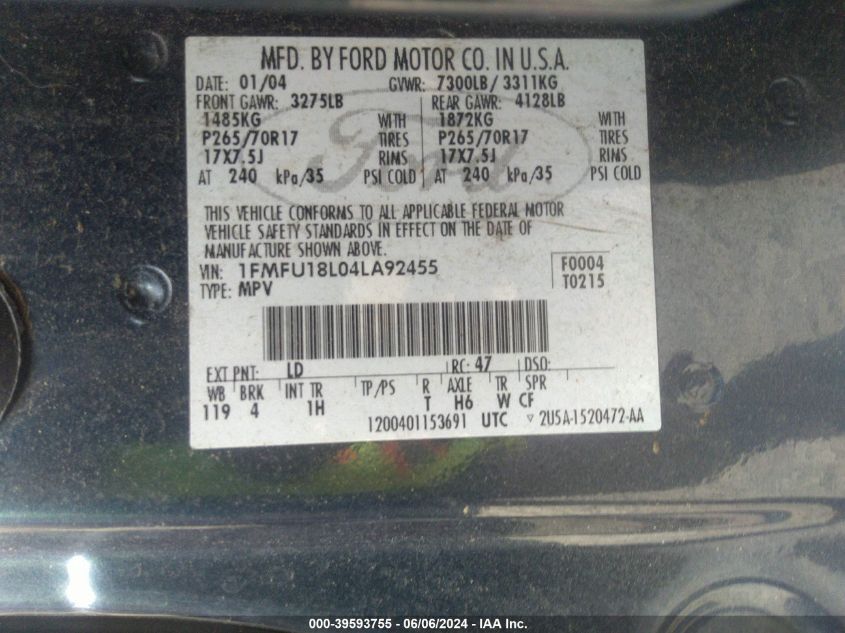 MFD. BY FORD MOTOR CO. IN U.S.A.
DATE: 01/04 GVWR: 7300LB/ 3311KG
FRONT GAWR: 3275LB REAR GAWR: 4128LB
1485KG WITH 1872KG WITH
P265/70R17 TIRES P265/70R17 TIRES
17X7.5J RIMS 17X7.5J RIMS
AT 240 kPa/35 PSI COLD AT 240 kPa/35 PSI COLD
Ford
THIS VEHICLE CONFORMS TO ALL APPLICABLE FEDERAL MOTOR
VEHICLE SAFETY STANDARDS IN EFFECT ON THE DATE OF
MANUFACTURE SHOWN ABOVE.
VIN: 1FMFU18L04LA92455 F0004
TYPE: MPV T0215
EXT PNT: LD RC: 47 DSO:
WB BRK INT TR TP/PS R AXLE TR SPR
119 4 1H T H6 W CF
1200401153691 UTC ▿ 2USA-1520472-AA
000-39593755 - 06/06/2024 - IAA Inc.